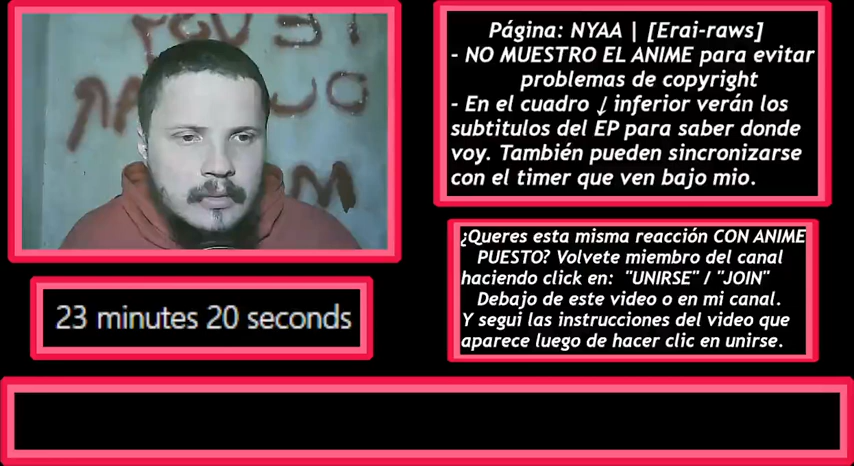 Página: NYAA | [Erai-raws]
- NO MUESTRO EL ANIME para evitar
problemas de copyright
- En el cuadro ↓ inferior verán los
subtitulos del EP para saber donde
voy. También pueden sincronizarse
con el timer que ven bajo mio.
¿Queres esta misma reacción CON ANIME
PUESTO? Volvete miembro del canal
haciendo click en: "UNIRSE" / "JOIN"
Debajo de este video o en mi canal.
Y segui las instrucciones del video que
aparece luego de hacer clic en unirse.
23 minutes 20 seconds